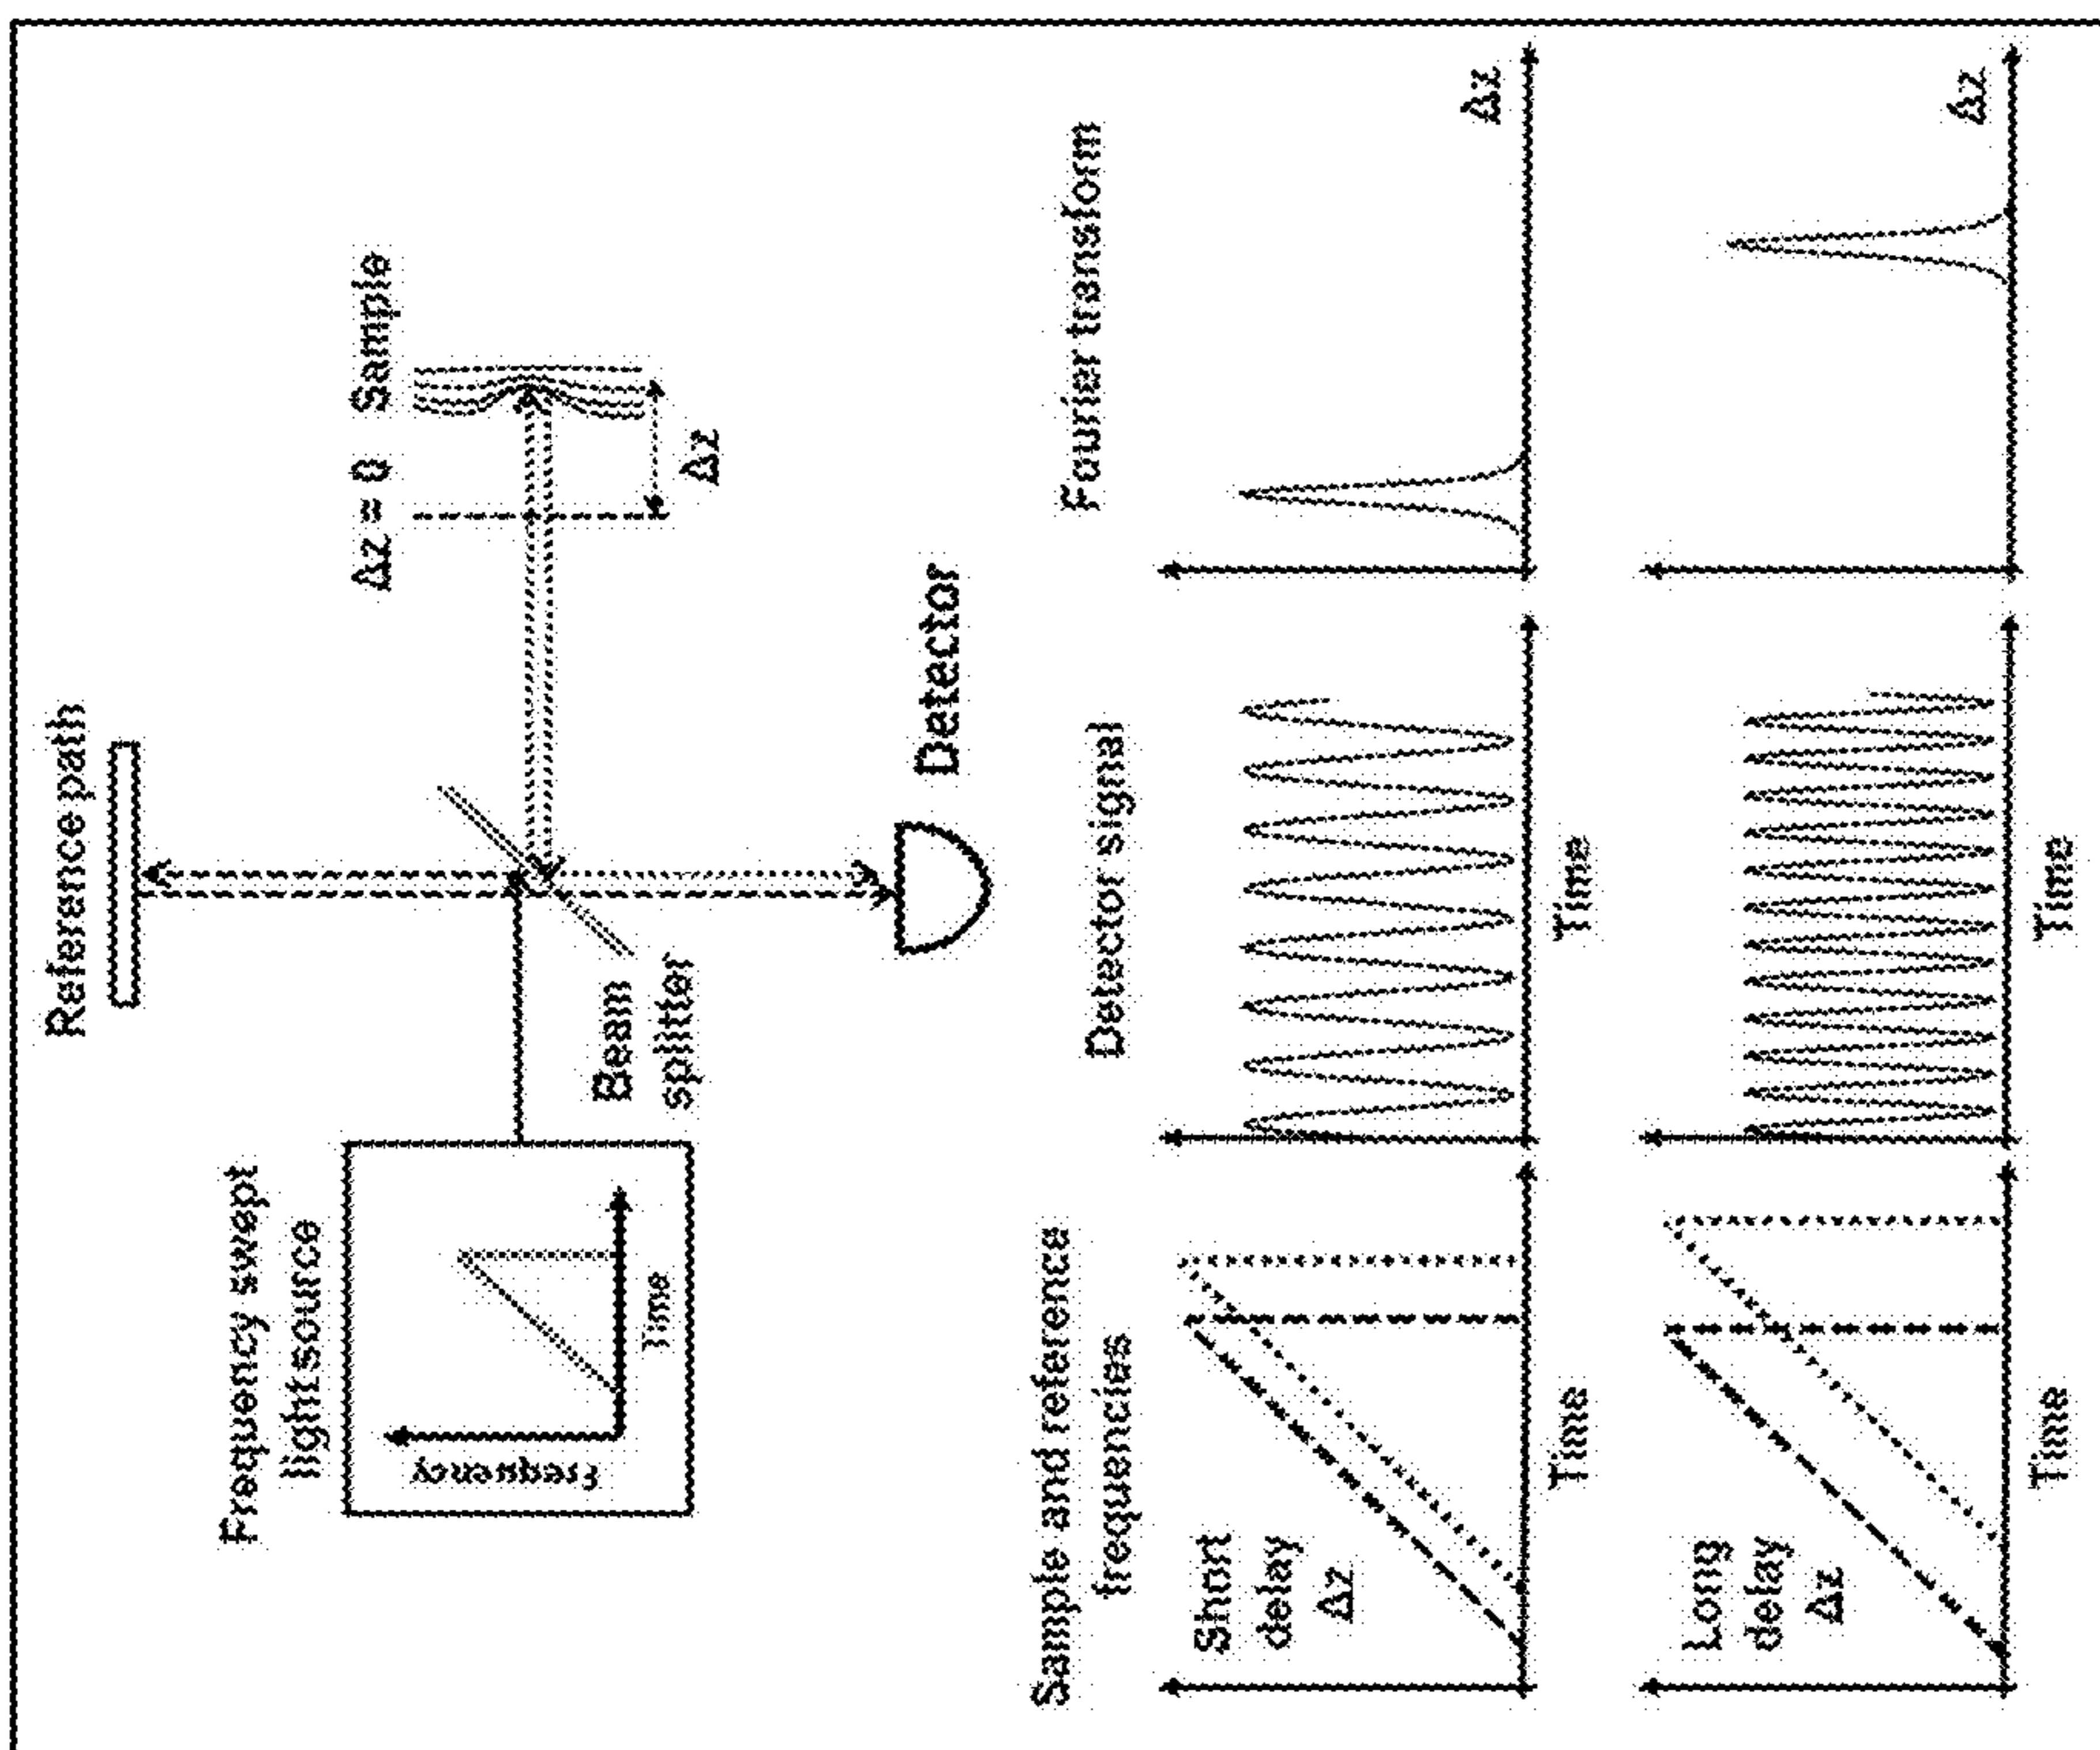 Reference path
Frequency swept
light source
Frequency
Time
Beam
splitter
Δz = 0
Sample
Δz
Detector
Sample and reference
frequencies
Detector signal
Fourier transform
Short
delay
Δz
Time
Time
Δz
Long
delay
Δz
Time
Time
Δz